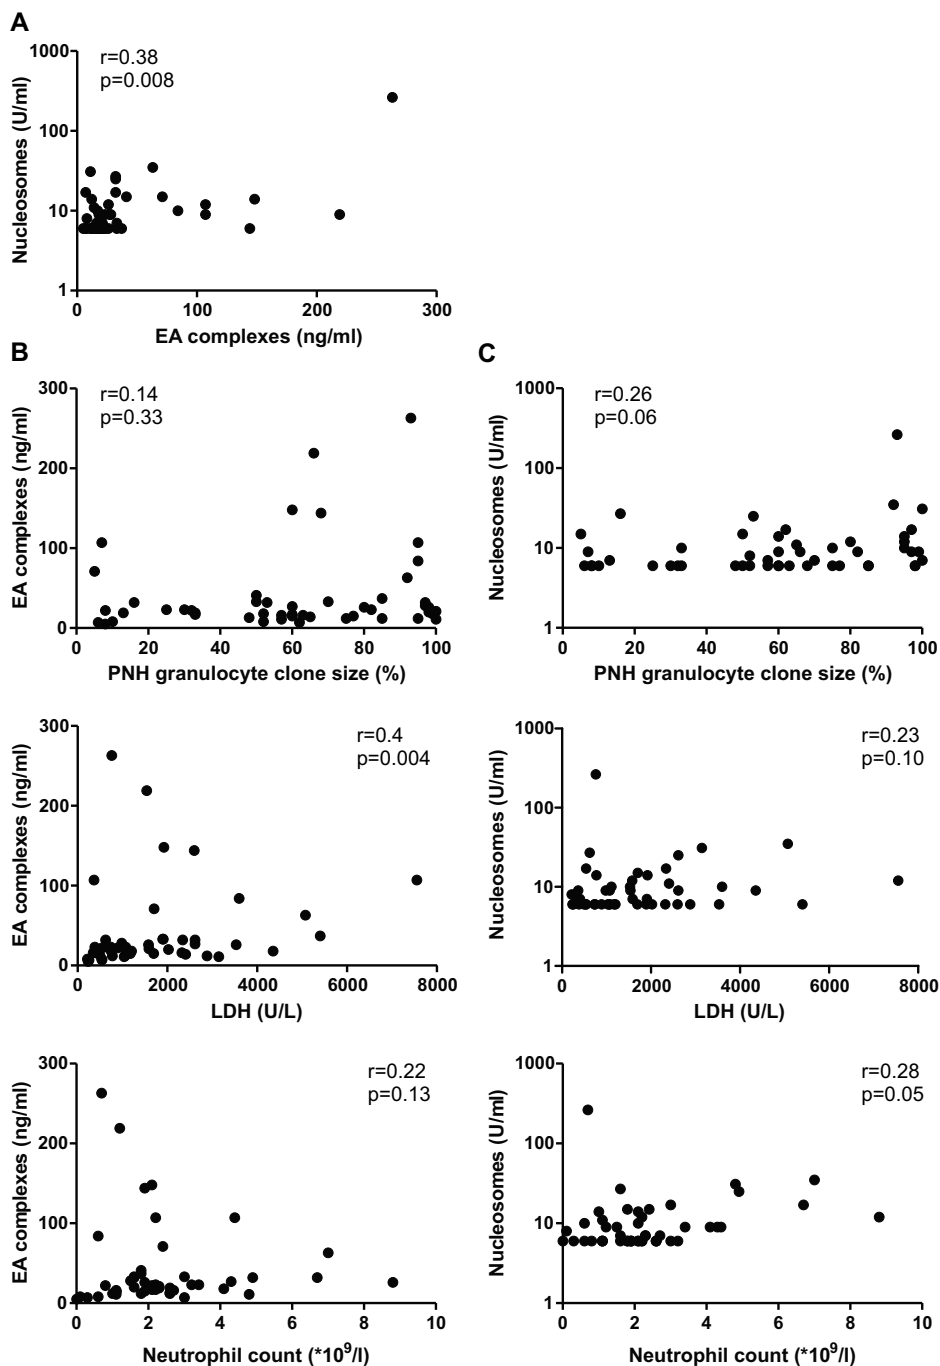 A
r=0.38
p=0.008
Nucleosomes (U/ml)
1000
100
10
1
0
100
200
300
EA complexes (ng/ml)
B
r=0.14
p=0.33
EA complexes (ng/ml)
300
200
100
0
0
20
40
60
80
100
PNH granulocyte clone size (%)
r=0.4
p=0.004
EA complexes (ng/ml)
300
200
100
0
0
2000
4000
6000
8000
LDH (U/L)
r=0.22
p=0.13
EA complexes (ng/ml)
300
200
100
0
0
2
4
6
8
10
Neutrophil count (*10⁹/l)
C
r=0.26
p=0.06
Nucleosomes (U/ml)
1000
100
10
1
0
20
40
60
80
100
PNH granulocyte clone size (%)
r=0.23
p=0.10
Nucleosomes (U/ml)
1000
100
10
1
0
2000
4000
6000
8000
LDH (U/L)
r=0.28
p=0.05
Nucleosomes (U/ml)
1000
100
10
1
0
2
4
6
8
10
Neutrophil count (*10⁹/l)